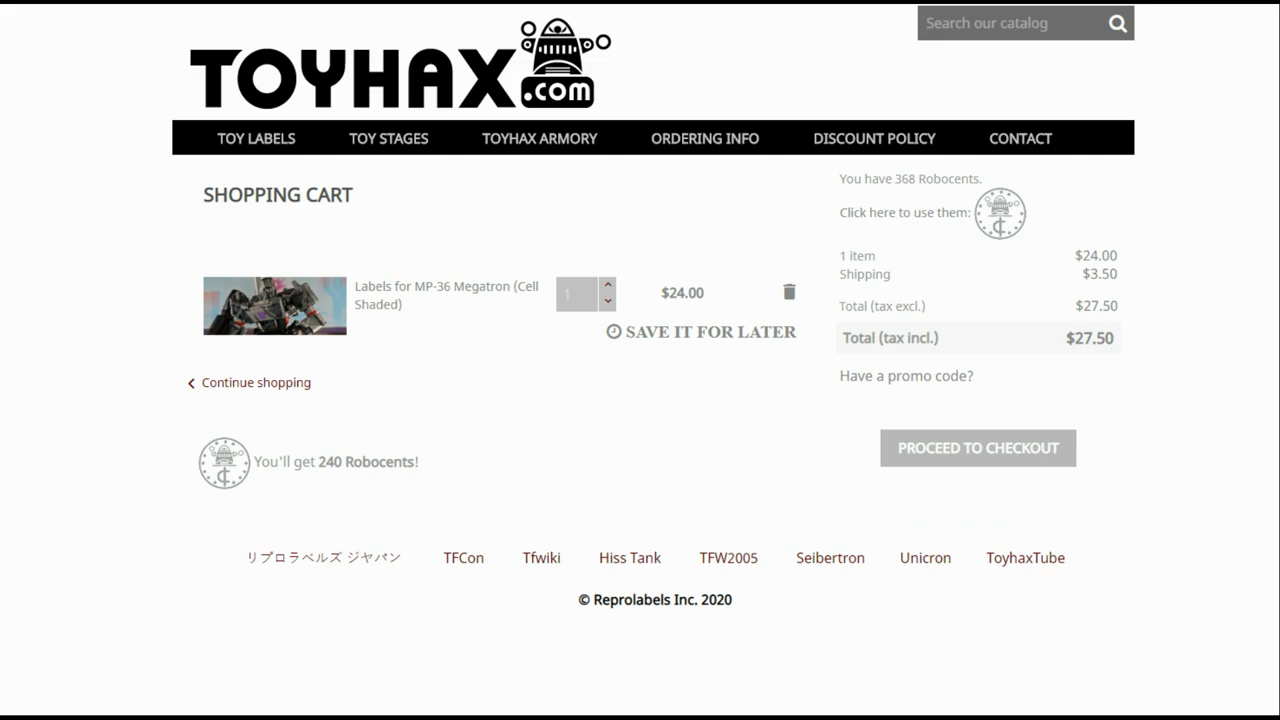 Search our catalog
TOYHAX
.com
TOY LABELS TOY STAGES TOYHAX ARMORY ORDERING INFO DISCOUNT POLICY CONTACT
SHOPPING CART
You have 368 Robocents.
Click here to use them:
1 item $24.00
Shipping $3.50
Total (tax excl.) $27.50
Total (tax incl.) $27.50
Have a promo code?
PROCEED TO CHECKOUT
Labels for MP-36 Megatron (Cell
Shaded)
1
$24.00
SAVE IT FOR LATER
Continue shopping
You'll get 240 Robocents!
リプロラベルズ ジャパン TFCon Tfwiki Hiss Tank TFW2005 Seibertron Unicron ToyhaxTube
© Reprolabels Inc. 2020